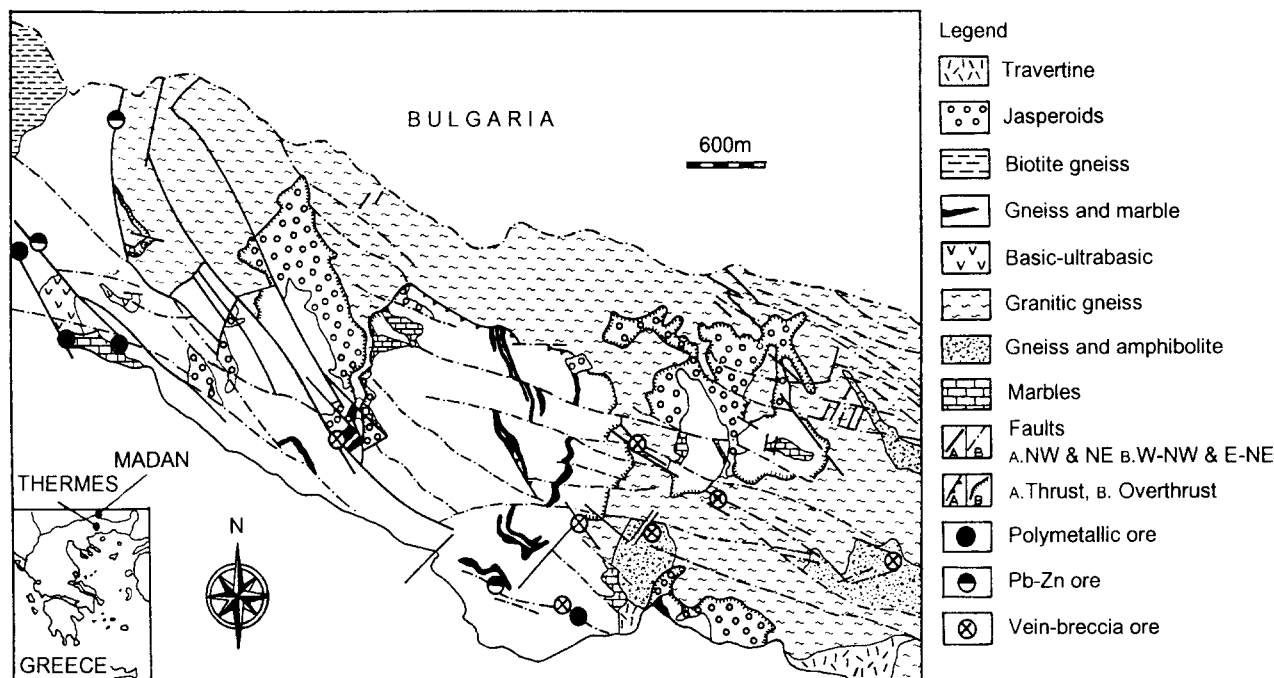 BULGARIA
600m
MADAN
THERMES
N
GREECE
Legend
Travertine
Jasperoids
Biotite gneiss
Gneiss and marble
Basic-ultrabasic
Granitic gneiss
Gneiss and amphibolite
Marbles
A B Faults
A.NW & NE B.W-NW & E-NE
A B A.Thrust, B. Overthrust
Polymetallic ore
Pb-Zn ore
Vein-breccia ore